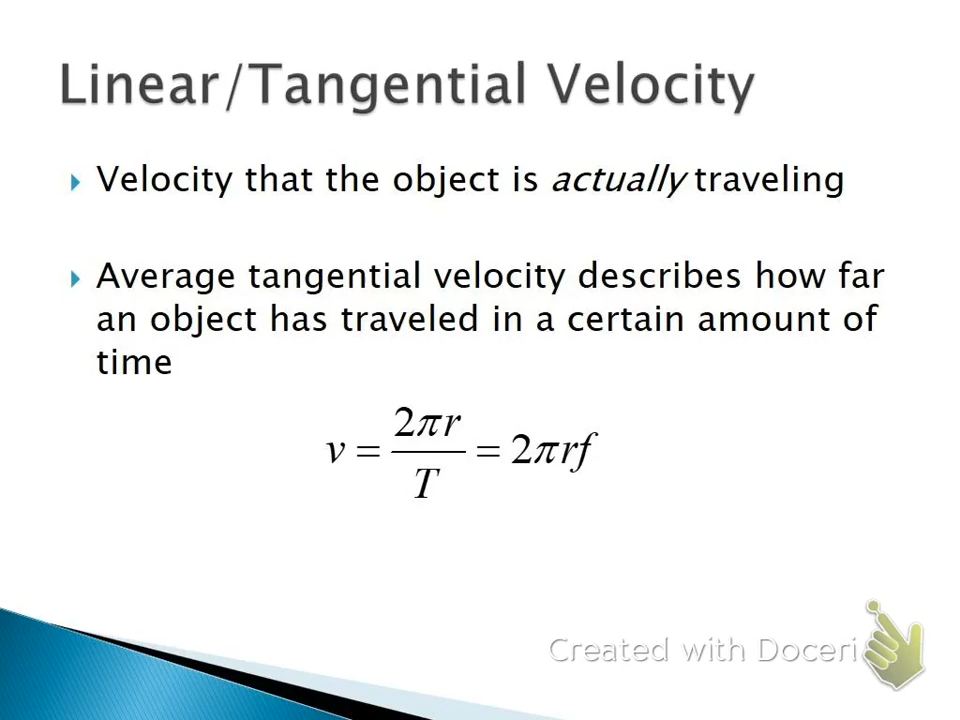 Linear/Tangential Velocity
Velocity that the object is actually traveling
Average tangential velocity describes how far
an object has traveled in a certain amount of
time
v = 2πr/T = 2πrf
Created with Doceri